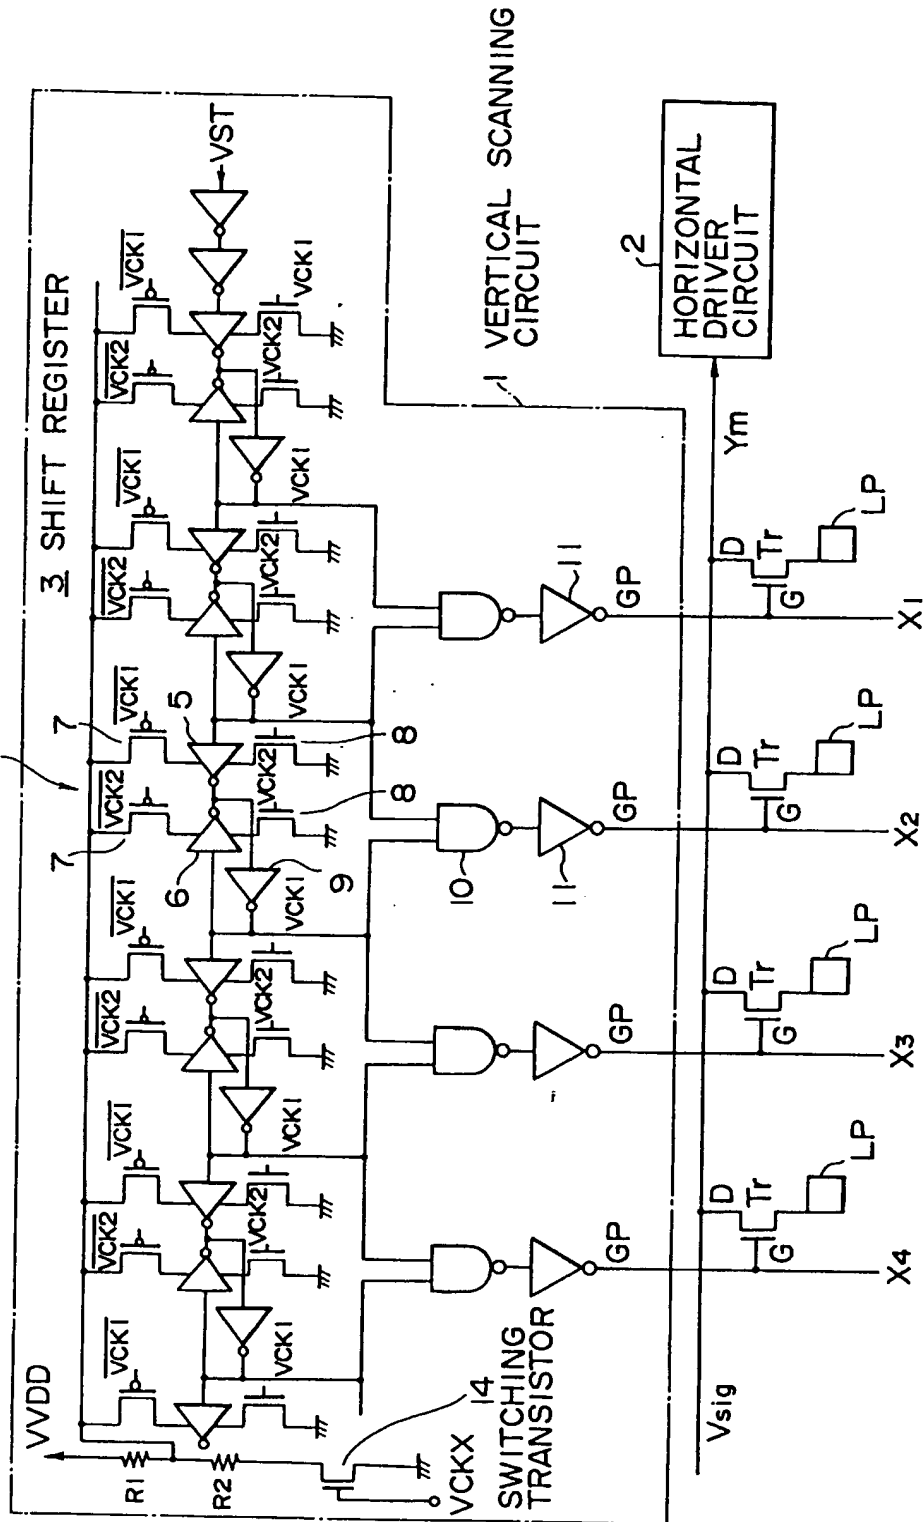 3 SHIFT REGISTER
VCK1
VCK2
VCK1
VCK2
VCK1
VCK2
VCK1
VCK2
VCK1
VCK2
VCK1
VST
VCK1
VCK2
VCK1
VCK2
VCK1
VCK2
VCK1
VCK2
VCK1
VCK2
VCK1
7
7
5
6
8
8
9
VVDD
R1
R2
VCKX
14
SWITCHING
TRANSISTOR
1
VERTICAL SCANNING
CIRCUIT
2
HORIZONTAL
DRIVER
CIRCUIT
10
11
11
GP
GP
GP
GP
Ym
Vsig
D
Tr
G
LP
D
Tr
G
LP
D
Tr
G
LP
D
Tr
G
LP
X1
X2
X3
X4